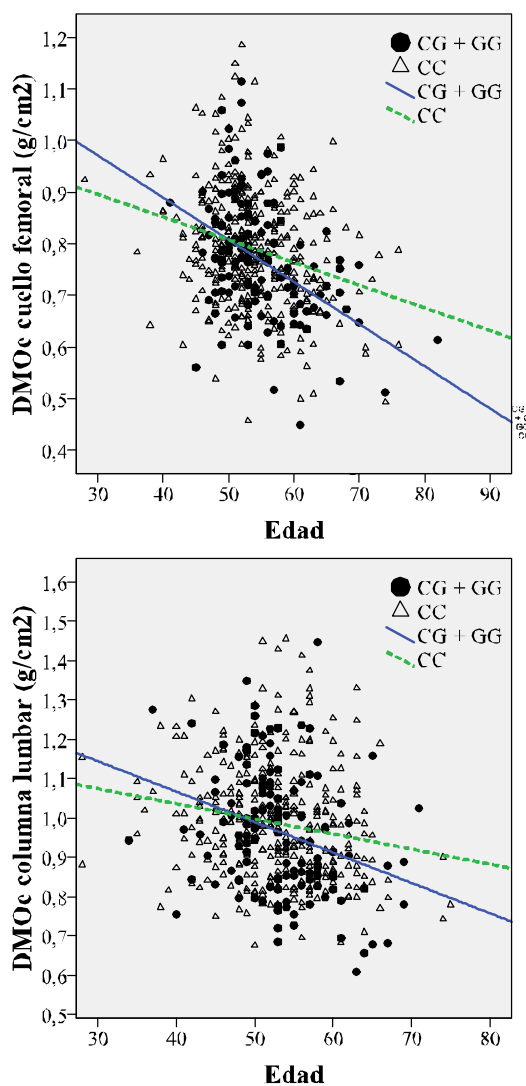 1,2
1,1
1,0
0,9
0,8
0,7
0,6
0,5
0,4
DMOc cuello femoral (g/cm2)
CG + GG
CC
CG + GG
CC
30 40 50 60 70 80 90
Edad
1,6
1,5
1,4
1,3
1,2
1,1
1,0
0,9
0,8
0,7
0,6
0,5
DMOc columna lumbar (g/cm2)
CG + GG
CC
CG + GG
CC
30 40 50 60 70 80
Edad